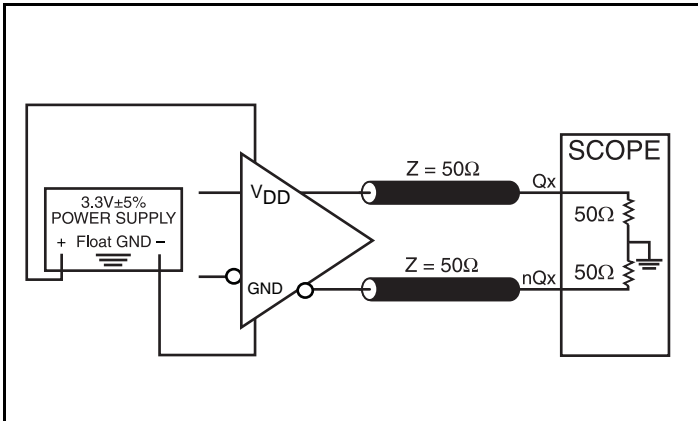 SCOPE
Z = 50Ω
Qx
3.3V±5%
POWER SUPPLY
+ Float GND –
VDD
50Ω
GND
Z = 50Ω
nQx
50Ω